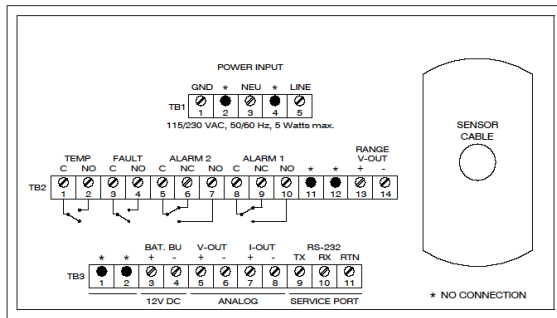 POWER INPUT
GND * NEU * LINE
TB1 1 2 3 4 5
115/230 VAC, 50/60 Hz, 5 Watts max.
SENSOR
CABLE
TEMP FAULT ALARM 2 ALARM 1 RANGE
V-OUT
C NO C NO C NC NO C NC NO * * + -
TB2 1 2 3 4 5 6 7 8 9 10 11 12 13 14
BAT. BU V-OUT I-OUT RS-232
* * + - + - + - TX RX RTN
TB3 1 2 3 4 5 6 7 8 9 10 11
12V DC ANALOG SERVICE PORT
* NO CONNECTION